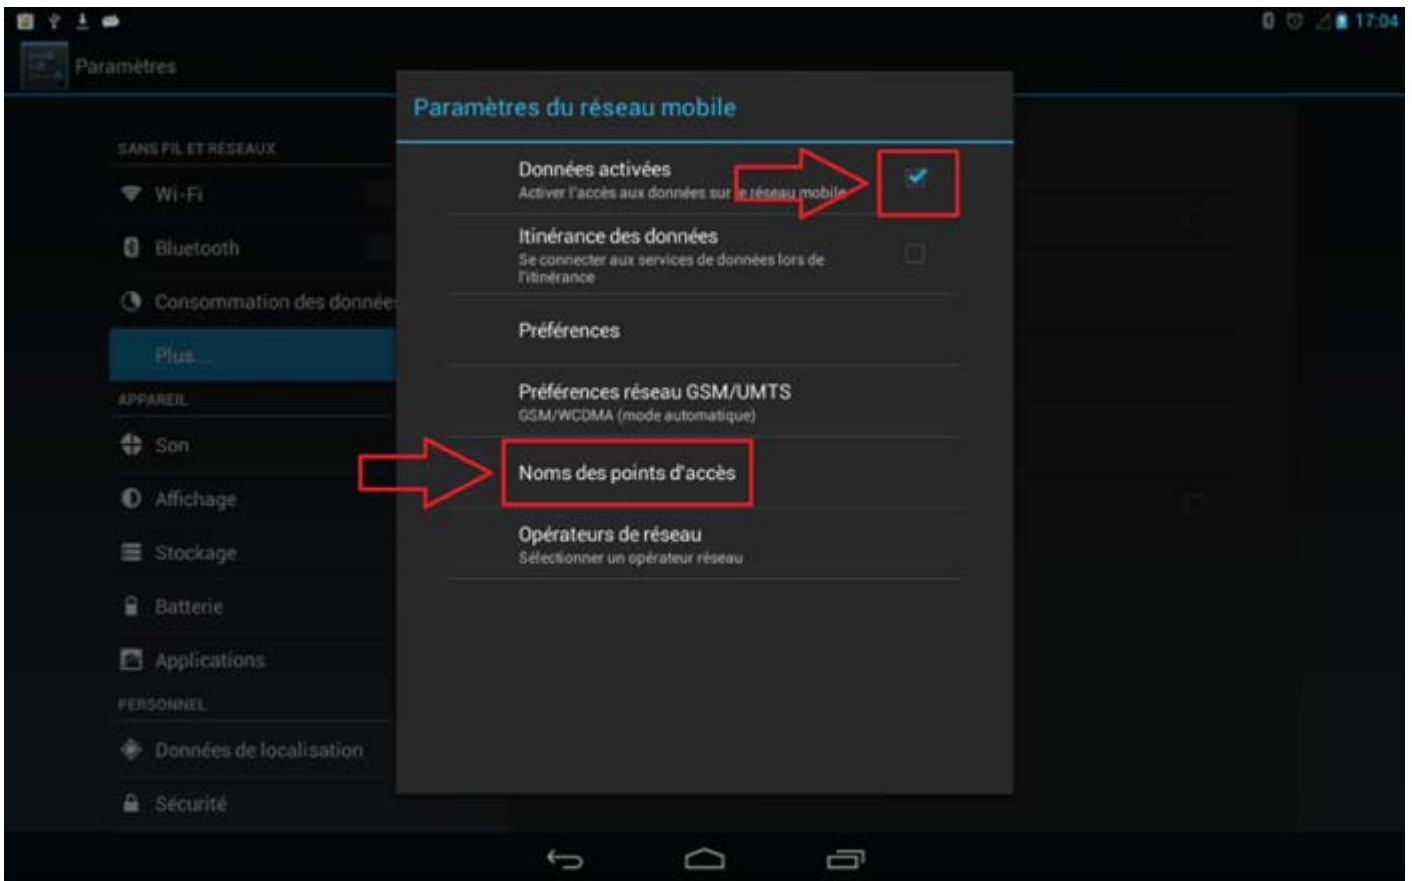 17:04
Paramètres
SANS FIL ET RÉSEAUX
Wi-Fi
Bluetooth
Consommation des données
Plus...
APPAREIL
Son
Affichage
Stockage
Batterie
Applications
PERSONNEL
Données de localisation
Sécurité
Paramètres du réseau mobile
Données activées
Activer l'accès aux données sur le réseau mobile
Itinérance des données
Se connecter aux services de données lors de
l'itinérance
Préférences
Préférences réseau GSM/UMTS
GSM/WCDMA (mode automatique)
Noms des points d'accès
Opérateurs de réseau
Sélectionner un opérateur réseau